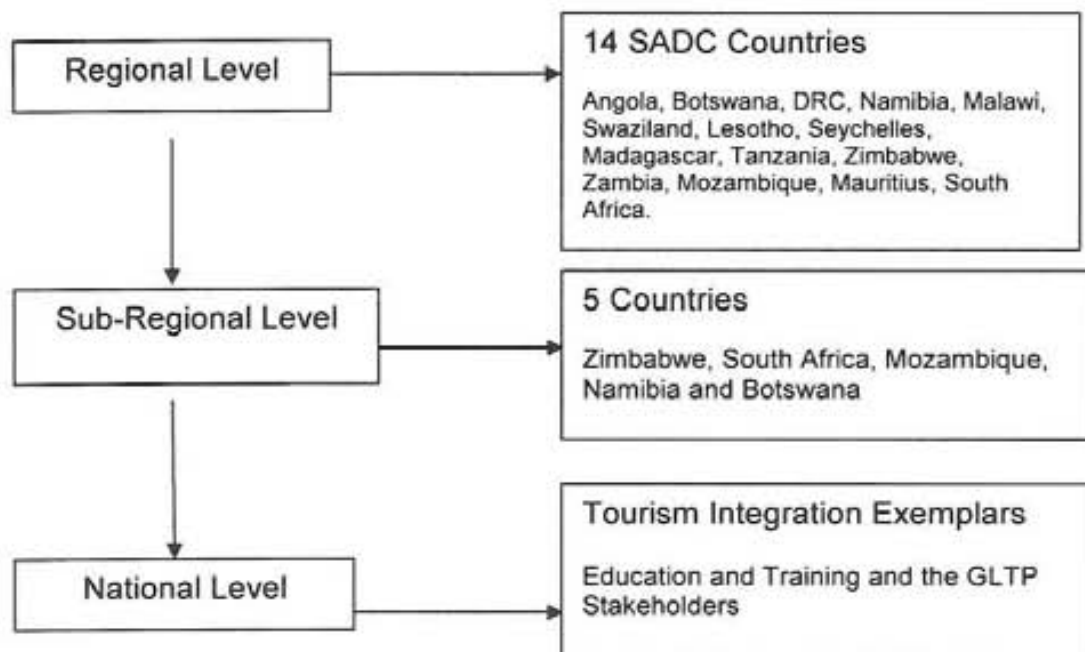 Regional Level
14 SADC Countries
Angola, Botswana, DRC, Namibia, Malawi,
Swaziland, Lesotho, Seychelles,
Madagascar, Tanzania, Zimbabwe,
Zambia, Mozambique, Mauritius, South
Africa.
Sub-Regional Level
5 Countries
Zimbabwe, South Africa, Mozambique,
Namibia and Botswana
National Level
Tourism Integration Exemplars
Education and Training and the GLTP
Stakeholders